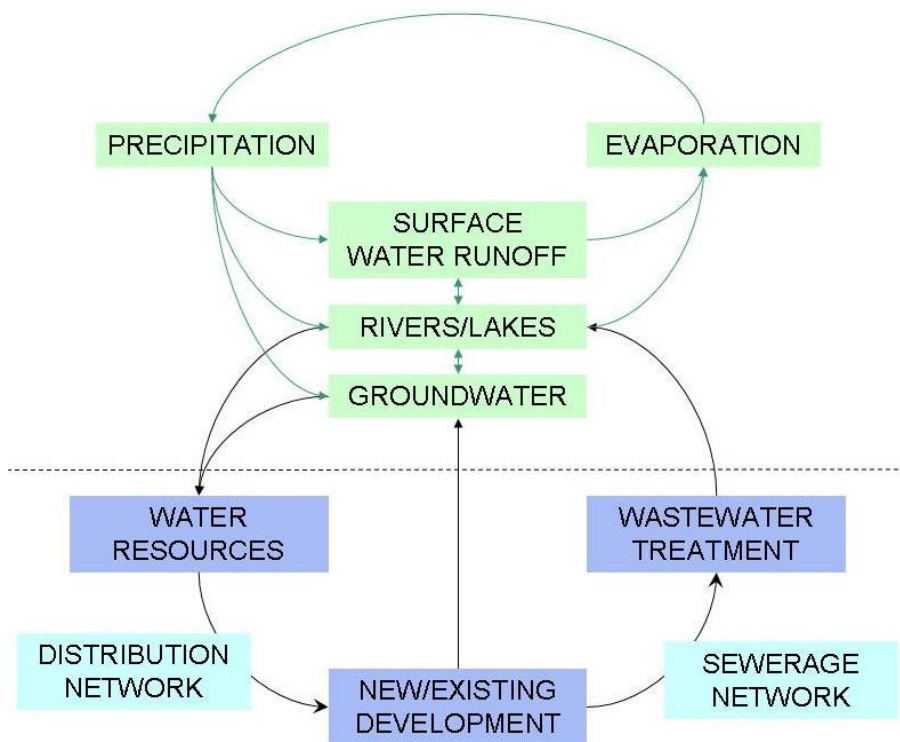 PRECIPITATION
EVAPORATION
SURFACE
WATER RUNOFF
RIVERS/LAKES
GROUNDWATER
WATER
RESOURCES
WASTEWATER
TREATMENT
DISTRIBUTION
NETWORK
NEW/EXISTING
DEVELOPMENT
SEWERAGE
NETWORK